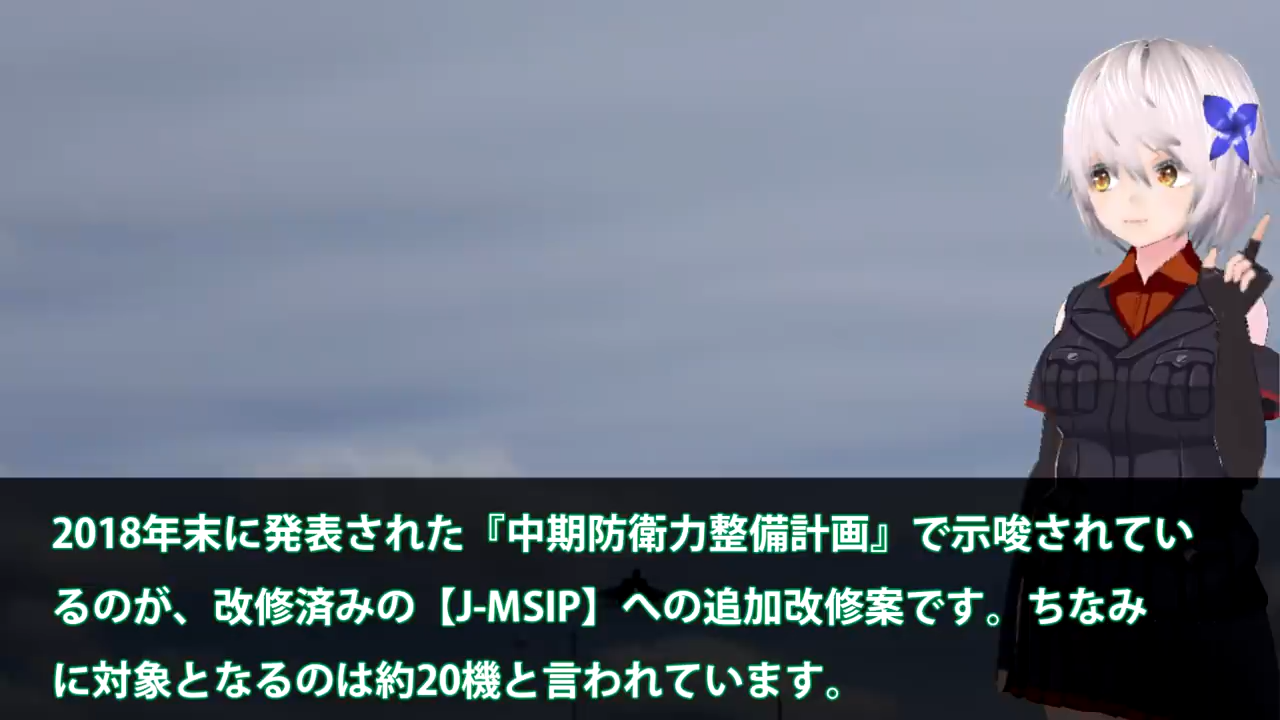 2018年末に発表された『中期防衛力整備計画』で示唆されてい
るのが、改修済みの【J-MSIP】への追加改修案です。ちなみ
に対象となるのは約20機と言われています。